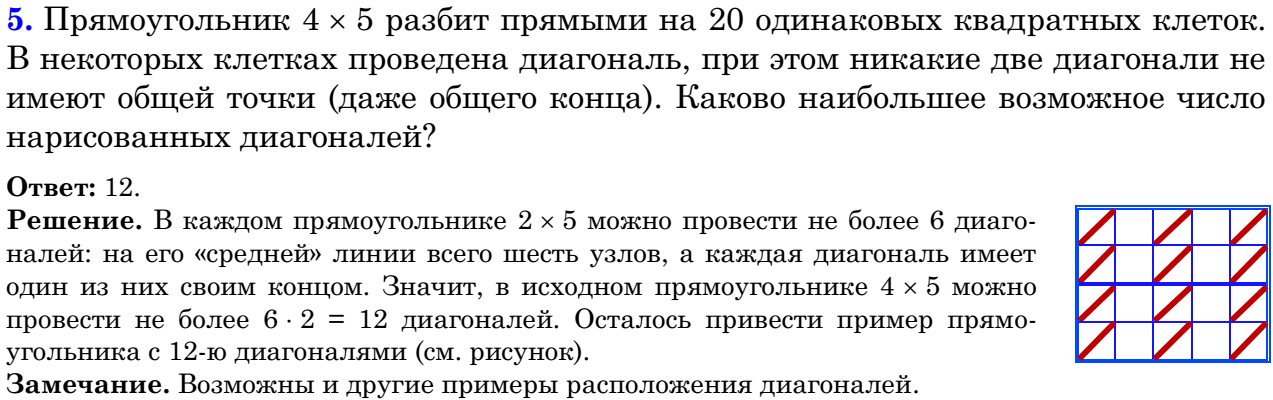 5. Прямоугольник 4 × 5 разбит прямыми на 20 одинаковых квадратных клеток.
В некоторых клетках проведена диагональ, при этом никакие две диагонали не
имеют общей точки (даже общего конца). Каково наибольшее возможное число
нарисованных диагоналей?
Ответ: 12.
Решение. В каждом прямоугольнике 2 × 5 можно провести не более 6 диаго-
налей: на его «средней» линии всего шесть узлов, а каждая диагональ имеет
один из них своим концом. Значит, в исходном прямоугольнике 4 × 5 можно
провести не более 6 · 2 = 12 диагоналей. Осталось привести пример прямо-
угольника с 12-ю диагоналями (см. рисунок).
Замечание. Возможны и другие примеры расположения диагоналей.